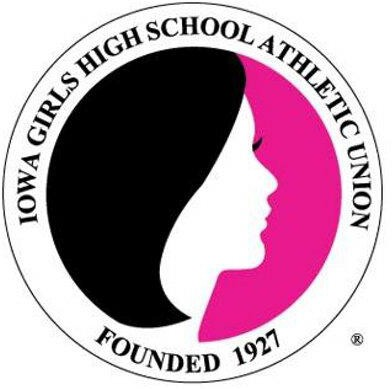 IOWA GIRLS HIGH SCHOOL ATHLETIC UNION
FOUNDED 1927
®